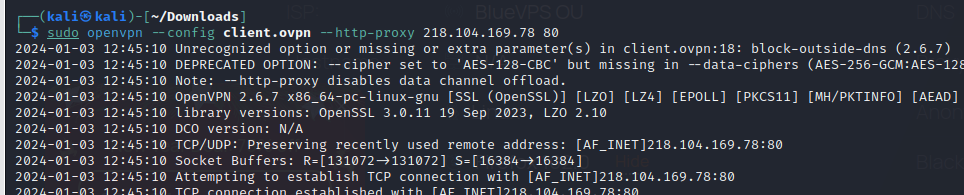 BlueVPS OU
DNS
┌──(kali㉿kali)-[~/Downloads]
└─$ sudo openvpn --config client.ovpn --http-proxy 218.104.169.78 80
2024-01-03 12:45:10 Unrecognized option or missing or extra parameter(s) in client.ovpn:18: block-outside-dns (2.6.7)
2024-01-03 12:45:10 DEPRECATED OPTION: --cipher set to 'AES-128-CBC' but missing in --data-ciphers (AES-256-GCM:AES-128
2024-01-03 12:45:10 Note: --http-proxy disables data channel offload.
2024-01-03 12:45:10 OpenVPN 2.6.7 x86_64-pc-linux-gnu [SSL (OpenSSL)] [LZO] [LZ4] [EPOLL] [PKCS11] [MH/PKTINFO] [AEAD]
2024-01-03 12:45:10 library versions: OpenSSL 3.0.11 19 Sep 2023, LZO 2.10
2024-01-03 12:45:10 DCO version: N/A
2024-01-03 12:45:10 TCP/UDP: Preserving recently used remote address: [AF_INET]218.104.169.78:80
2024-01-03 12:45:10 Socket Buffers: R=[131072→131072] S=[16384→16384]
2024-01-03 12:45:10 Attempting to establish TCP connection with [AF_INET]218.104.169.78:80
2024-01-03 12:45:10 TCP connection established with [AF_INET]218.104.169.78:80